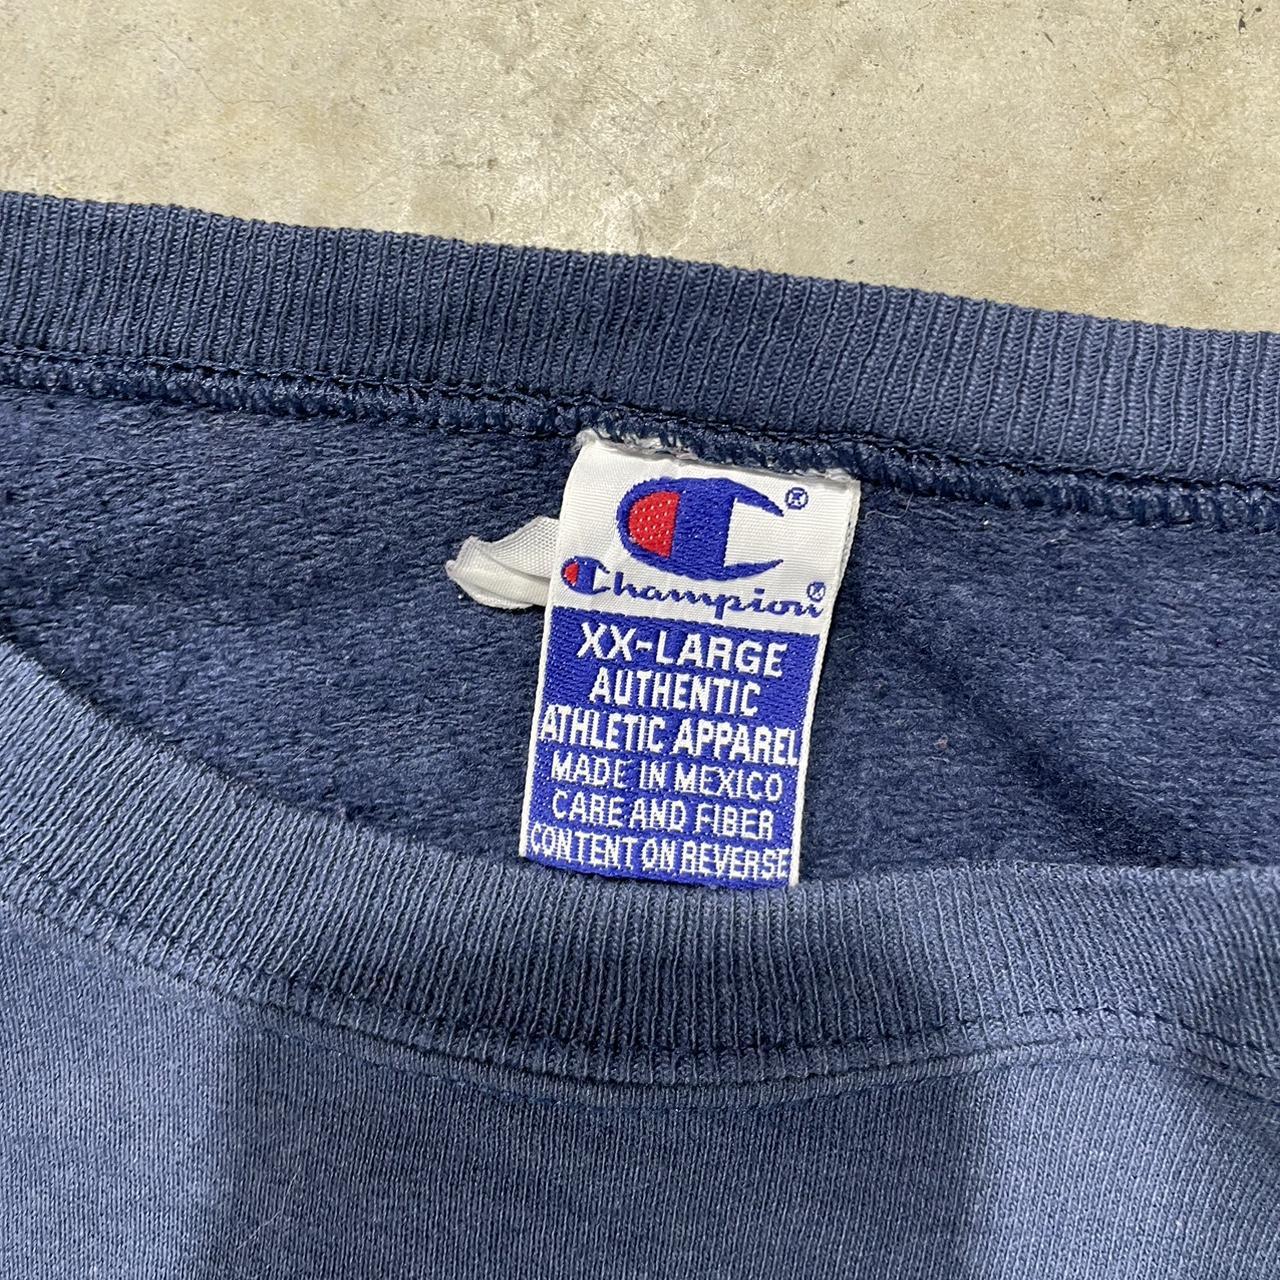 ®
Champion®
XX-LARGE
AUTHENTIC
ATHLETIC APPAREL
MADE IN MEXICO
CARE AND FIBER
CONTENT ON REVERSE